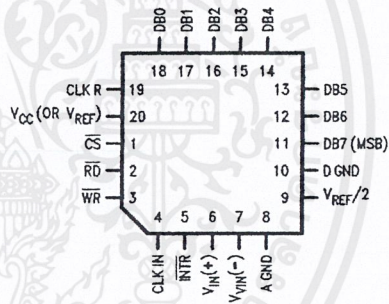 DB0 DB1 DB2 DB3 DB4
18 17 16 15 14
CLK R 19 13 DB5
VCC (OR VREF) 20 12 DB6
CS 1 11 DB7 (MSB)
RD 2 10 D GND
WR 3 9 VREF/2
4 5 6 7 8
CLK IN INTR VIN(+) VVIN(-) A GND